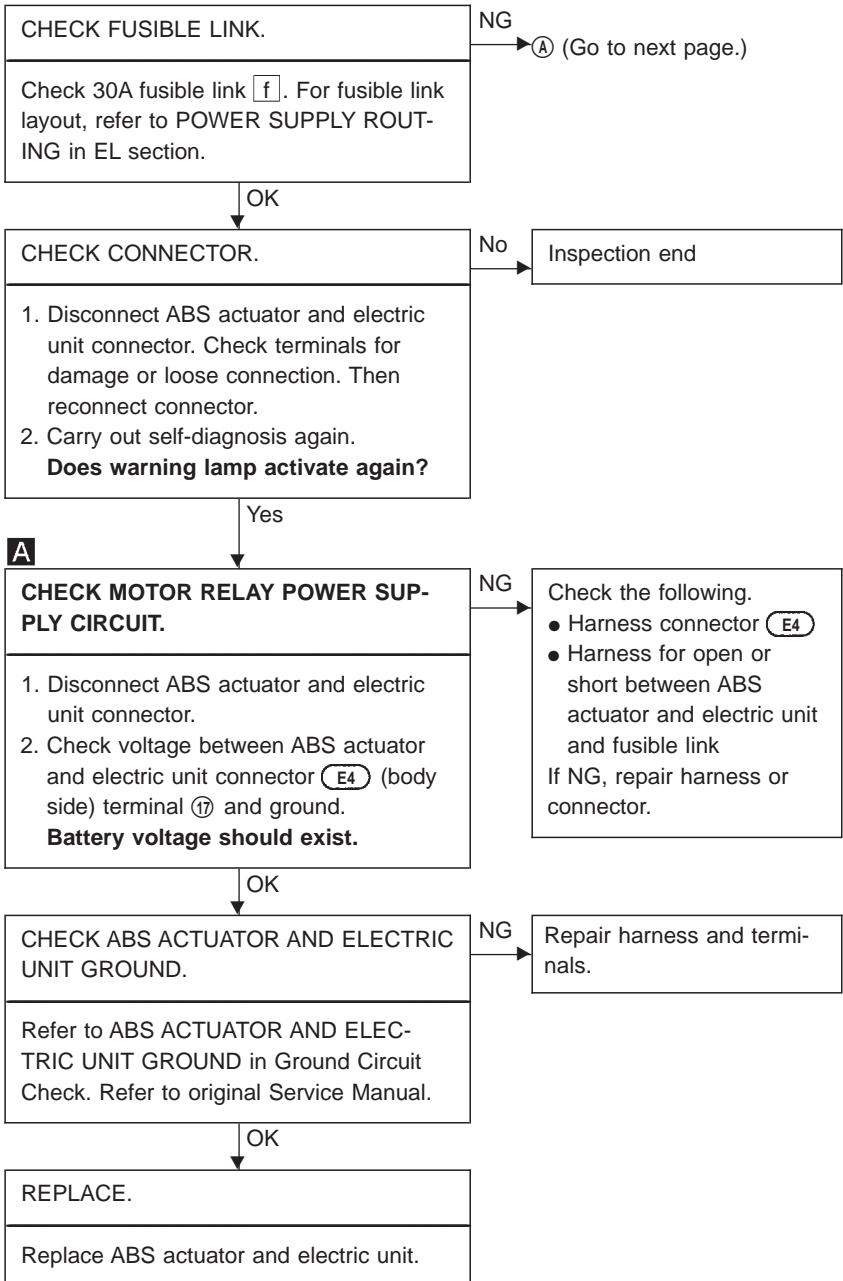 CHECK FUSIBLE LINK.
NG
Ⓐ (Go to next page.)
Check 30A fusible link f . For fusible link
layout, refer to POWER SUPPLY ROUT-
ING in EL section.
OK
CHECK CONNECTOR.
No
Inspection end
1. Disconnect ABS actuator and electric
unit connector. Check terminals for
damage or loose connection. Then
reconnect connector.
2. Carry out self-diagnosis again.
Does warning lamp activate again?
Yes
A
CHECK MOTOR RELAY POWER SUP-
PLY CIRCUIT.
NG
Check the following.
● Harness connector E4
● Harness for open or
short between ABS
actuator and electric unit
and fusible link
If NG, repair harness or
connector.
1. Disconnect ABS actuator and electric
unit connector.
2. Check voltage between ABS actuator
and electric unit connector E4 (body
side) terminal ⑰ and ground.
Battery voltage should exist.
OK
CHECK ABS ACTUATOR AND ELECTRIC
UNIT GROUND.
NG
Repair harness and termi-
nals.
Refer to ABS ACTUATOR AND ELEC-
TRIC UNIT GROUND in Ground Circuit
Check. Refer to original Service Manual.
OK
REPLACE.
Replace ABS actuator and electric unit.